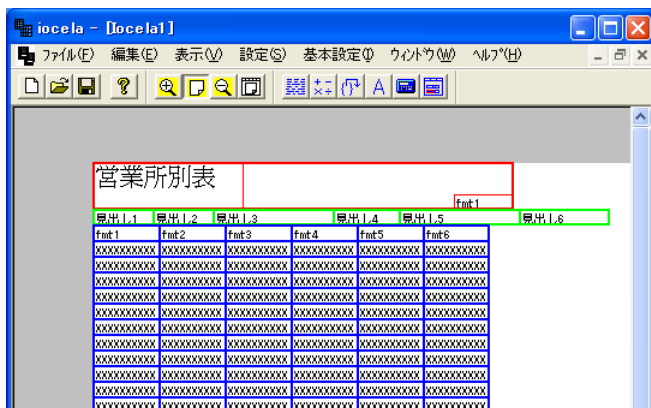 iocela - [Iocela1]
ファイル(F) 編集(E) 表示(V) 設定(S) 基本設定(I) ウィンドウ(W) ヘルプ(H)
営業所別表
fmt1
見出し1 見出し2 見出し3 見出し4 見出し5 見出し6
fmt1 fmt2 fmt3 fmt4 fmt5 fmt6
XXXXXXXXXX XXXXXXXXXX XXXXXXXXXX XXXXXXXXXX XXXXXXXXXX XXXXXXXXXX
XXXXXXXXXX XXXXXXXXXX XXXXXXXXXX XXXXXXXXXX XXXXXXXXXX XXXXXXXXXX
XXXXXXXXXX XXXXXXXXXX XXXXXXXXXX XXXXXXXXXX XXXXXXXXXX XXXXXXXXXX
XXXXXXXXXX XXXXXXXXXX XXXXXXXXXX XXXXXXXXXX XXXXXXXXXX XXXXXXXXXX
XXXXXXXXXX XXXXXXXXXX XXXXXXXXXX XXXXXXXXXX XXXXXXXXXX XXXXXXXXXX
XXXXXXXXXX XXXXXXXXXX XXXXXXXXXX XXXXXXXXXX XXXXXXXXXX XXXXXXXXXX
XXXXXXXXXX XXXXXXXXXX XXXXXXXXXX XXXXXXXXXX XXXXXXXXXX XXXXXXXXXX
XXXXXXXXXX XXXXXXXXXX XXXXXXXXXX XXXXXXXXXX XXXXXXXXXX XXXXXXXXXX
XXXXXXXXXX XXXXXXXXXX XXXXXXXXXX XXXXXXXXXX XXXXXXXXXX XXXXXXXXXX
XXXXXXXXXX XXXXXXXXXX XXXXXXXXXX XXXXXXXXXX XXXXXXXXXX XXXXXXXXXX
XXXXXXXXXX XXXXXXXXXX XXXXXXXXXX XXXXXXXXXX XXXXXXXXXX XXXXXXXXXX